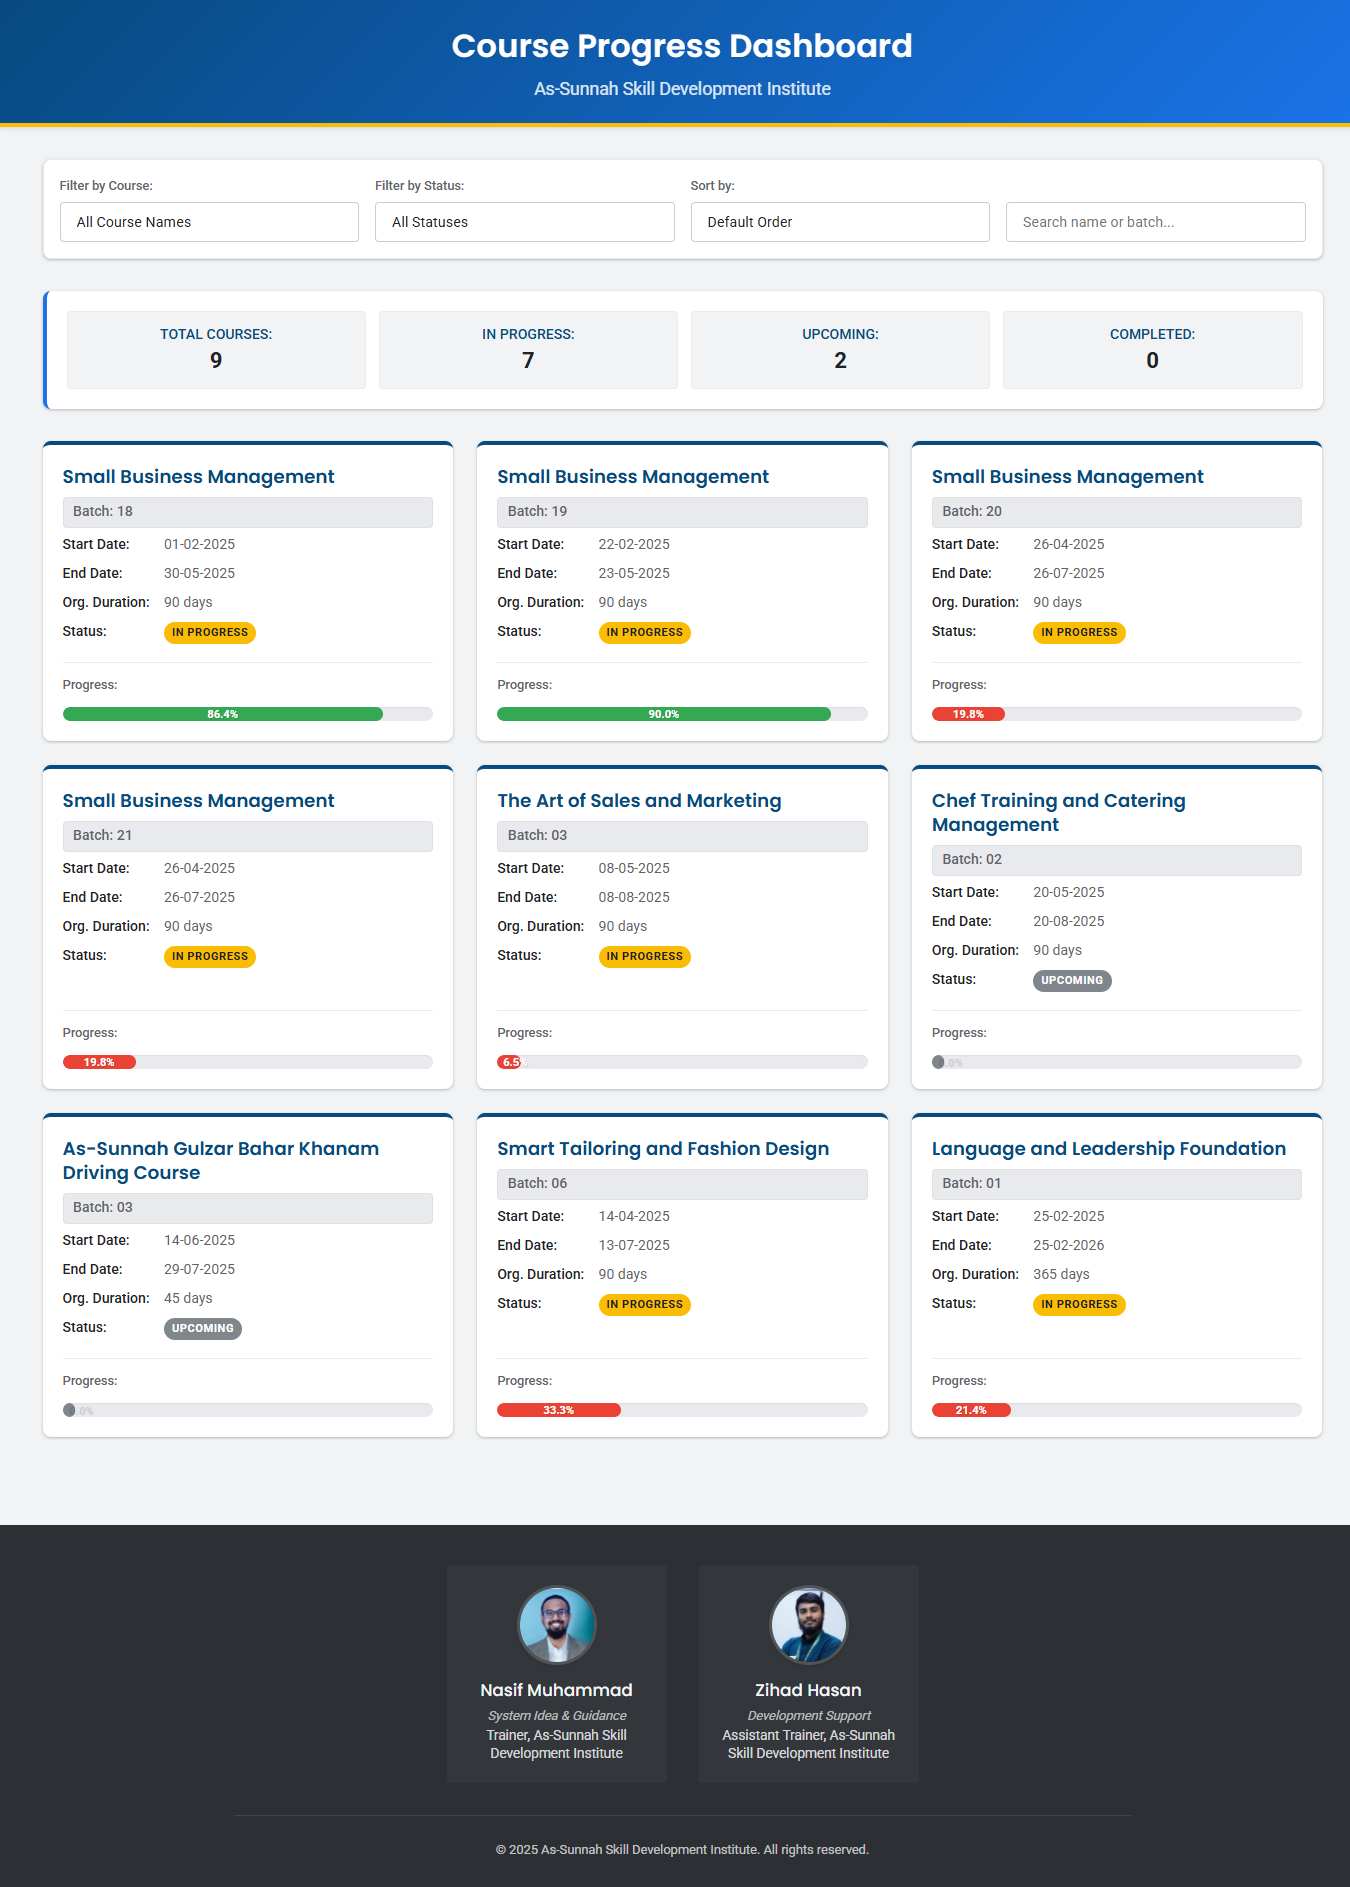 Course Progress Dashboard
As-Sunnah Skill Development Institute
Filter by Course:
Filter by Status:
Sort by:
All Course Names
All Statuses
Default Order
Search name or batch...
TOTAL COURSES:
9
IN PROGRESS:
7
UPCOMING:
2
COMPLETED:
0
Small Business Management
Batch: 18
Start Date: 01-02-2025
End Date: 30-05-2025
Org. Duration: 90 days
Status: IN PROGRESS
Progress:
86.4%
Small Business Management
Batch: 19
Start Date: 22-02-2025
End Date: 23-05-2025
Org. Duration: 90 days
Status: IN PROGRESS
Progress:
90.0%
Small Business Management
Batch: 20
Start Date: 26-04-2025
End Date: 26-07-2025
Org. Duration: 90 days
Status: IN PROGRESS
Progress:
19.8%
Small Business Management
Batch: 21
Start Date: 26-04-2025
End Date: 26-07-2025
Org. Duration: 90 days
Status: IN PROGRESS
Progress:
19.8%
The Art of Sales and Marketing
Batch: 03
Start Date: 08-05-2025
End Date: 08-08-2025
Org. Duration: 90 days
Status: IN PROGRESS
Progress:
6.5
Chef Training and Catering
Management
Batch: 02
Start Date: 20-05-2025
End Date: 20-08-2025
Org. Duration: 90 days
Status: UPCOMING
Progress:
.0%
As-Sunnah Gulzar Bahar Khanam
Driving Course
Batch: 03
Start Date: 14-06-2025
End Date: 29-07-2025
Org. Duration: 45 days
Status: UPCOMING
Progress:
.0%
Smart Tailoring and Fashion Design
Batch: 06
Start Date: 14-04-2025
End Date: 13-07-2025
Org. Duration: 90 days
Status: IN PROGRESS
Progress:
33.3%
Language and Leadership Foundation
Batch: 01
Start Date: 25-02-2025
End Date: 25-02-2026
Org. Duration: 365 days
Status: IN PROGRESS
Progress:
21.4%
Nasif Muhammad
System Idea & Guidance
Trainer, As-Sunnah Skill
Development Institute
Zihad Hasan
Development Support
Assistant Trainer, As-Sunnah
Skill Development Institute
© 2025 As-Sunnah Skill Development Institute. All rights reserved.